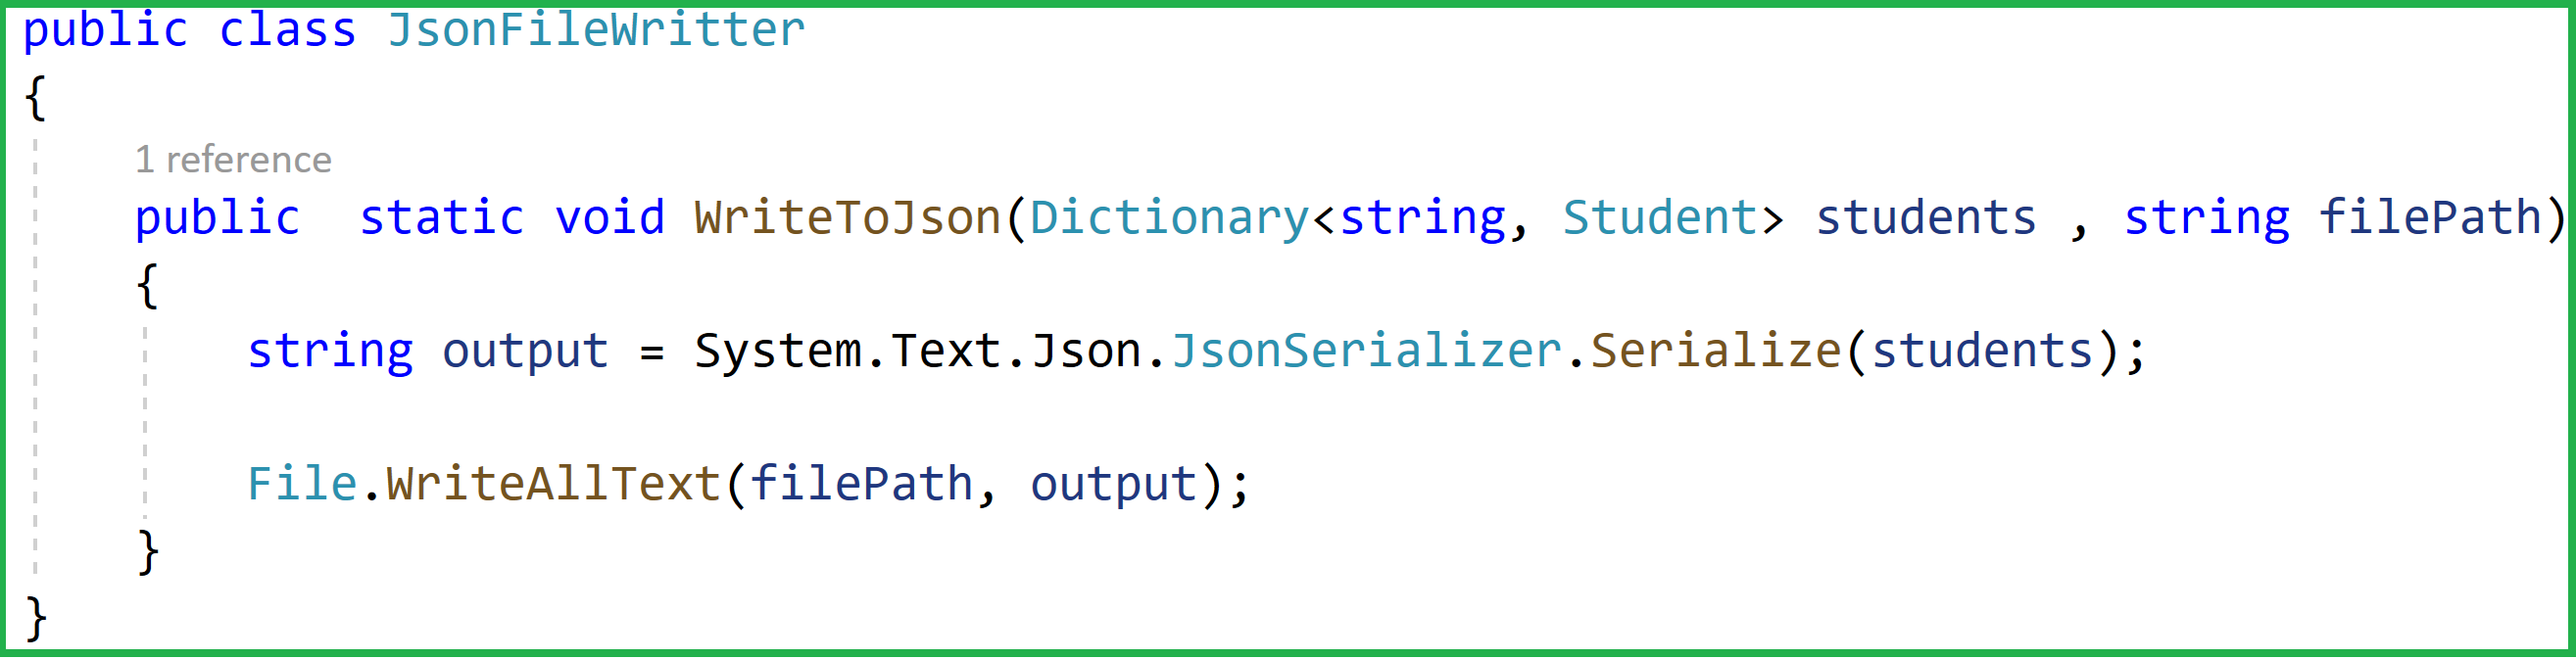 public class JsonFileWritter
{
1 reference
public  static void WriteToJson(Dictionary<string, Student> students , string filePath)
{
string output = System.Text.Json.JsonSerializer.Serialize(students);
File.WriteAllText(filePath, output);
}
}